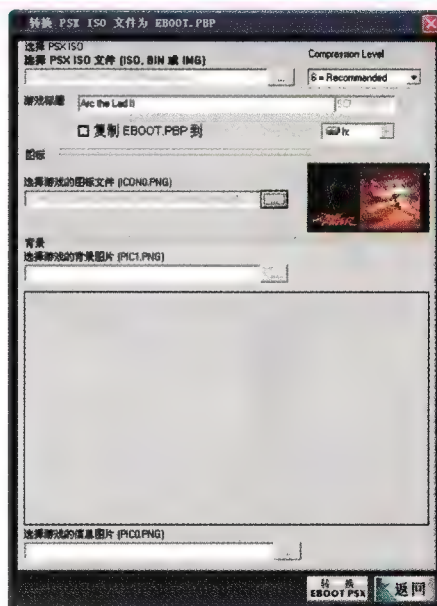 转换 PSX ISO 文件为 EBOOT.PBP
选择 PSX ISO
选择 PSX ISO 文件 (ISO, BIN 或 IMG)
Compression Level
...
6 = Recommended
游戏标题
Arc the Lad II
复制 EBOOT.PBP 到
图标
选择游戏的图标文件 (ICON0.PNG)
...
背景
选择游戏的背景图片 (PIC1.PNG)
...
选择游戏的信息图片 (PIC0.PNG)
...
转 换
EBOOT PSX
返回